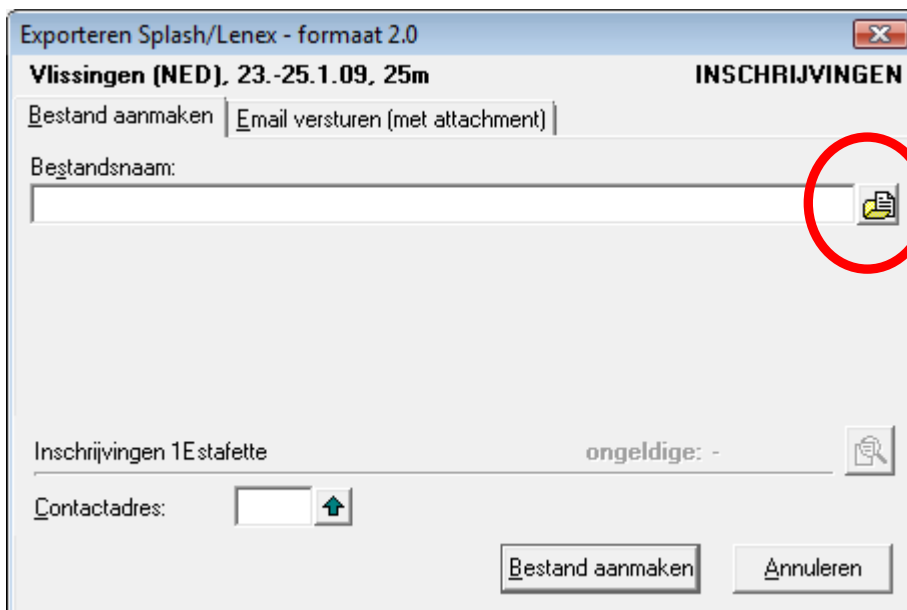 Exporteren Splash/Lenex - formaat 2.0
Vlissingen (NED), 23.-25.1.09, 25m INSCHRIJVINGEN
Bestand aanmaken Email versturen (met attachment)
Bestandsnaam:
Inschrijvingen 1Estafette ongeldige: -
Contactadres:
Bestand aanmaken Annuleren